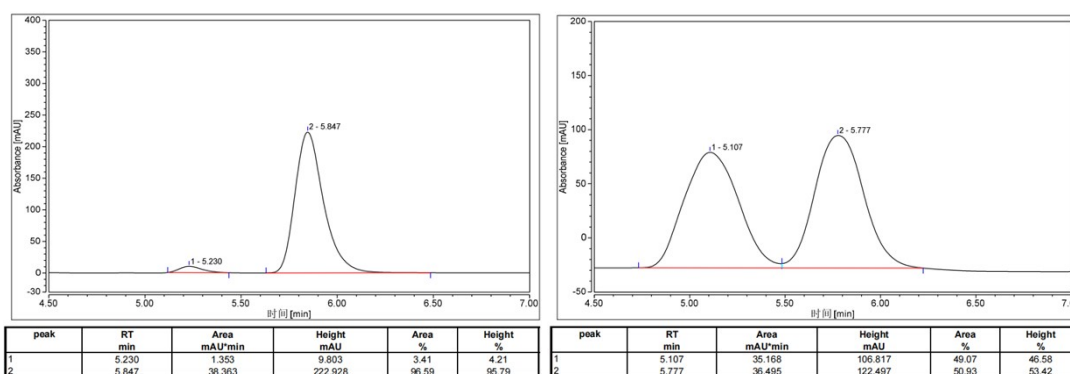 400
350
300
250
200
150
100
50
0
-30
Absorbance [mAU]
1 - 5.230
2 - 5.847
4.50 5.00 5.50 6.00 6.50 7.00
时间 [min]
peak RT Area Height Area Height
min mAU*min mAU % %
1 5.230 1.353 9.803 3.41 4.21
2 5.847 38.363 222.928 96.59 95.79
200
150
100
50
0
-50
Absorbance [mAU]
1 - 5.107
2 - 5.777
4.50 5.00 5.50 6.00 6.50 7.00
时间 [min]
peak RT Area Height Area Height
min mAU*min mAU % %
1 5.107 35.168 106.817 49.07 46.58
2 5.777 36.495 122.497 50.93 53.42